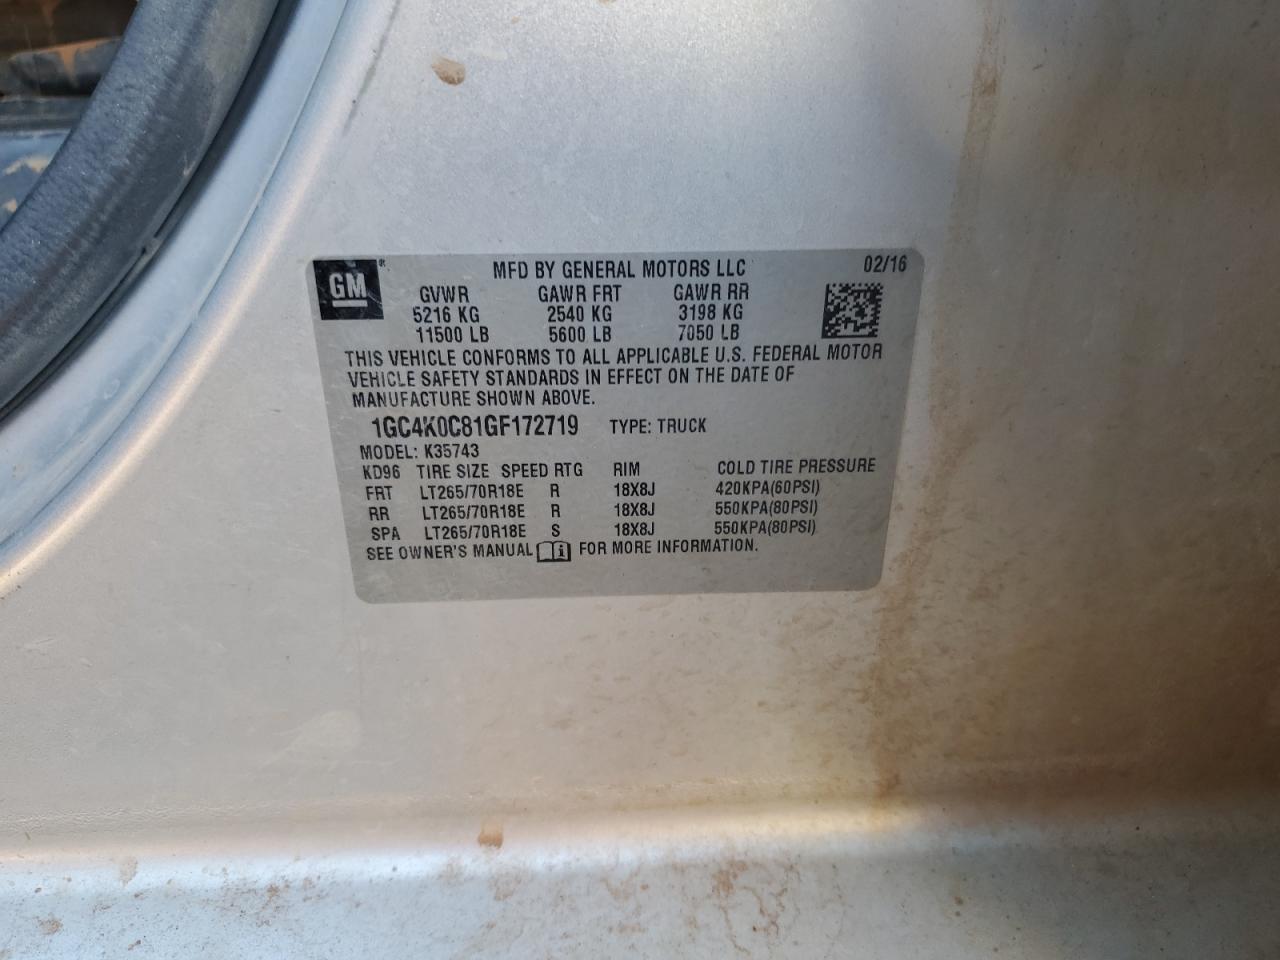 GM
MFD BY GENERAL MOTORS LLC 02/16
GVWR GAWR FRT GAWR RR
5216 KG 2540 KG 3198 KG
11500 LB 5600 LB 7050 LB
THIS VEHICLE CONFORMS TO ALL APPLICABLE U.S. FEDERAL MOTOR
VEHICLE SAFETY STANDARDS IN EFFECT ON THE DATE OF
MANUFACTURE SHOWN ABOVE.
1GC4K0C81GF172719 TYPE: TRUCK
MODEL: K35743
KD96 TIRE SIZE SPEED RTG RIM COLD TIRE PRESSURE
FRT LT265/70R18E R 18X8J 420KPA(60PSI)
RR LT265/70R18E R 18X8J 550KPA(80PSI)
SPA LT265/70R18E S 18X8J 550KPA(80PSI)
SEE OWNER'S MANUAL FOR MORE INFORMATION.